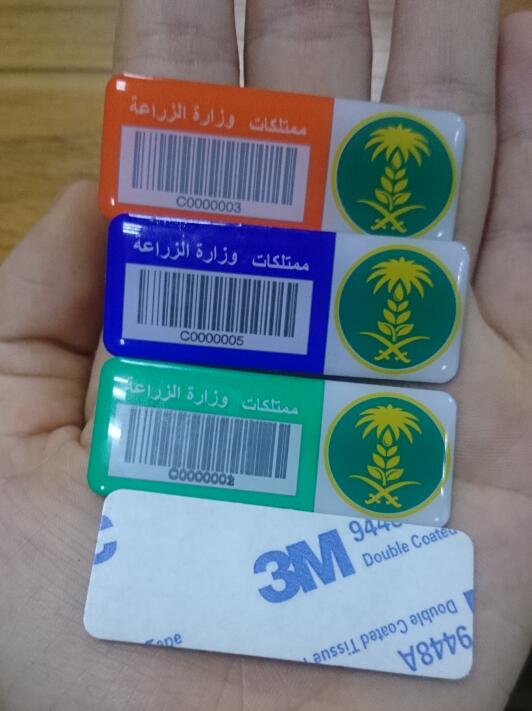 ممتلكات وزارة الزراعة
C0000003
ممتلكات وزارة الزراعة
C0000005
ممتلكات وزارة الزراعة
C0000002
3M
Double Coated
Double Coated Tissue
9448A